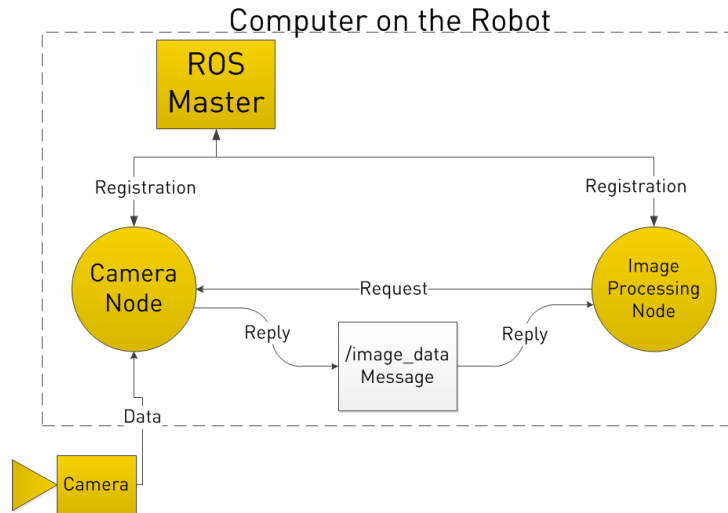 Computer on the Robot
ROS
Master
Registration
Registration
Camera
Node
Request
Image
Processing
Node
Reply
/image_data
Message
Reply
Data
Camera